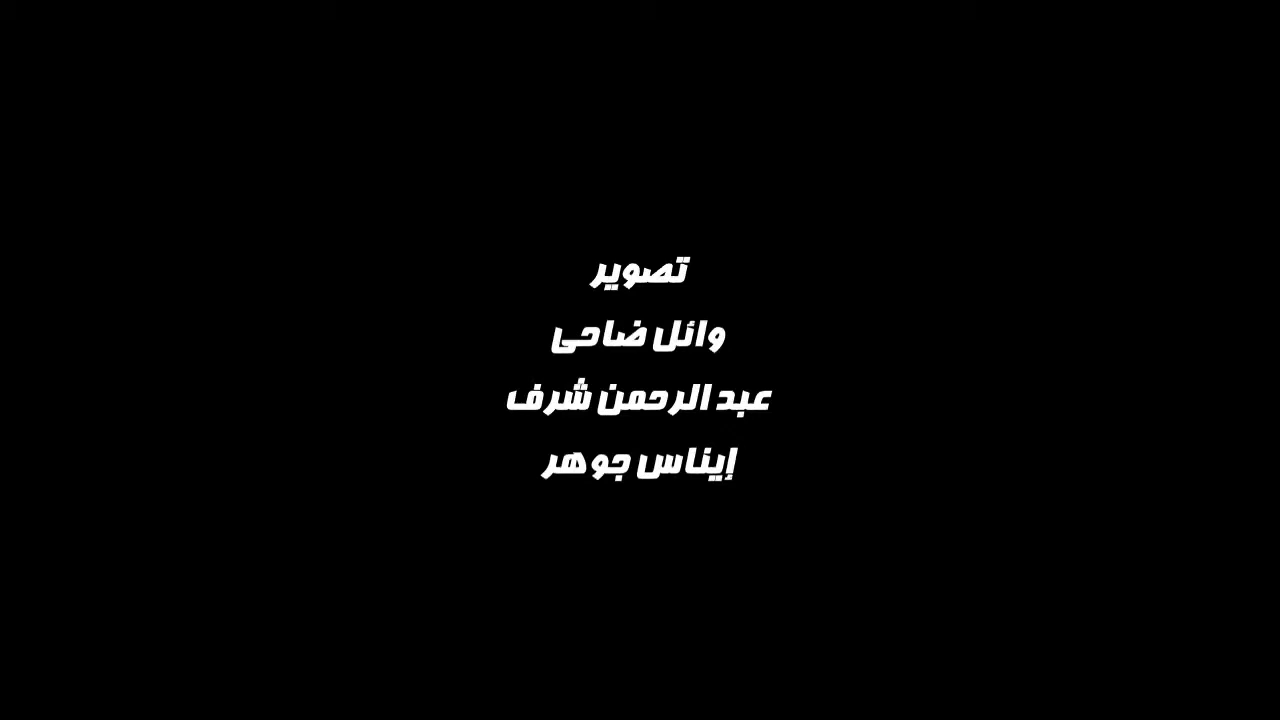 تصوير
وائل ضاحى
عبد الرحمن شرف
إيناس جوهر